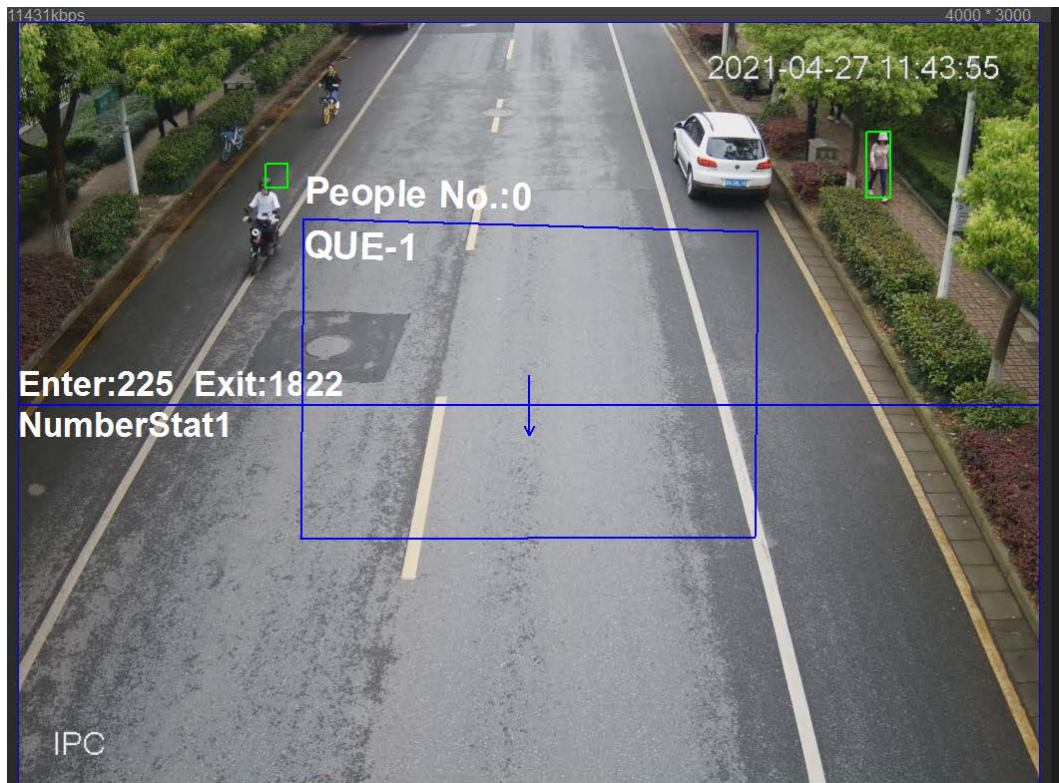 11431kbps
4000 * 3000
2021-04-27 11:43:55
People No.:0
QUE-1
Enter:225 Exit:1822
NumberStat1
IPC